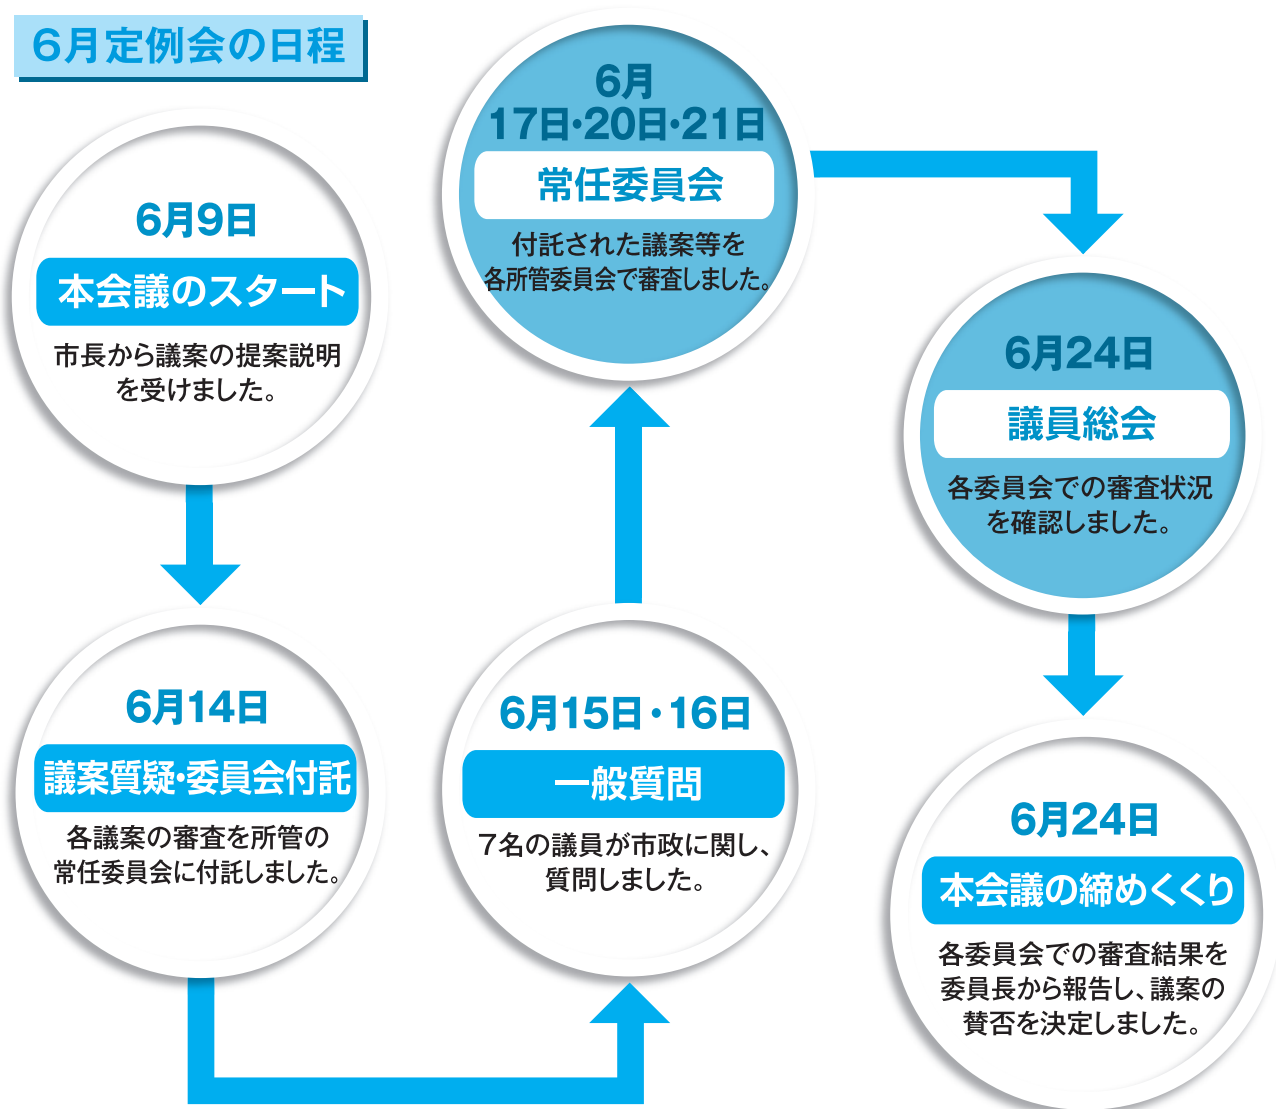 6月定例会の日程
6月9日
本会議のスタート
市長から議案の提案説明
を受けました。
6月14日
議案質疑・委員会付託
各議案の審査を所管の
常任委員会に付託しました。
6月15日・16日
一般質問
7名の議員が市政に関し、
質問しました。
6月
17日・20日・21日
常任委員会
付託された議案等を
各所管委員会で審査しました。
6月24日
議員総会
各委員会での審査状況
を確認しました。
6月24日
本会議の締めくくり
各委員会での審査結果を
委員長から報告し、議案の
賛否を決定しました。